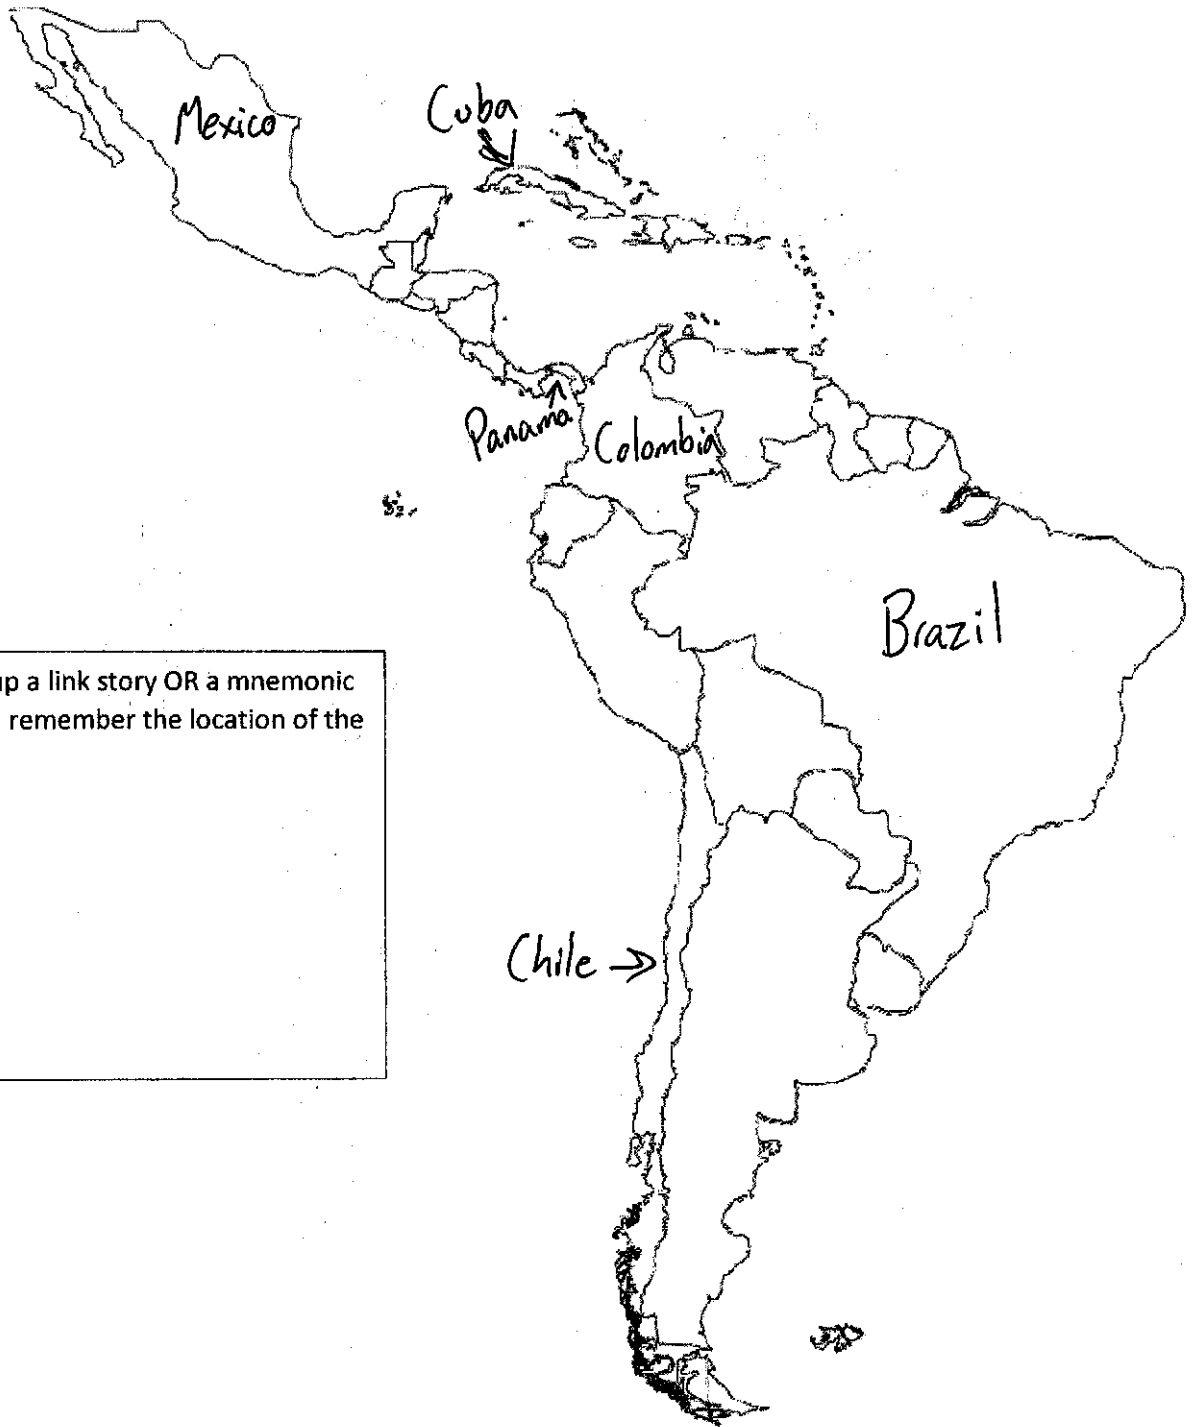 Mexico
Cuba
Panama
Colombia
Brazil
up a link story OR a mnemonic
remember the location of the
Chile